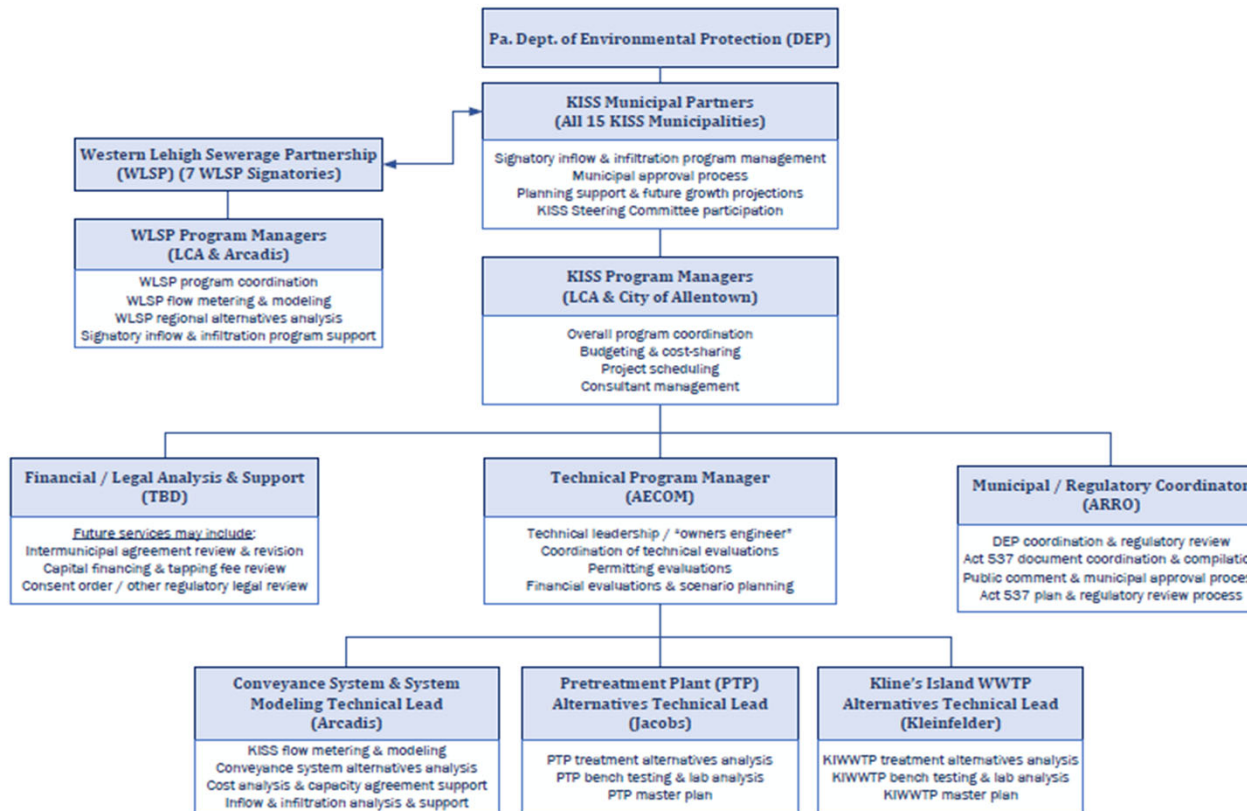 Pa. Dept. of Environmental Protection (DEP)
KISS Municipal Partners
(All 15 KISS Municipalities)
Signatory inflow & infiltration program management
Municipal approval process
Planning support & future growth projections
KISS Steering Committee participation
Western Lehigh Sewerage Partnership
(WLSP) (7 WLSP Signatories)
WLSP Program Managers
(LCA & Arcadis)
WLSP program coordination
WLSP flow metering & modeling
WLSP regional alternatives analysis
Signatory inflow & infiltration program support
KISS Program Managers
(LCA & City of Allentown)
Overall program coordination
Budgeting & cost-sharing
Project scheduling
Consultant management
Financial / Legal Analysis & Support
(TBD)
Future services may include:
Intermunicipal agreement review & revision
Capital financing & tapping fee review
Consent order / other regulatory legal review
Technical Program Manager
(AECOM)
Technical leadership / "owners engineer"
Coordination of technical evaluations
Permitting evaluations
Financial evaluations & scenario planning
Municipal / Regulatory Coordinator
(ARRO)
DEP coordination & regulatory review
Act 537 document coordination & compilation
Public comment & municipal approval process
Act 537 plan & regulatory review process
Conveyance System & System
Modeling Technical Lead
(Arcadis)
KISS flow metering & modeling
Conveyance system alternatives analysis
Cost analysis & capacity agreement support
Inflow & infiltration analysis & support
Pretreatment Plant (PTP)
Alternatives Technical Lead
(Jacobs)
PTP treatment alternatives analysis
PTP bench testing & lab analysis
PTP master plan
Kline's Island WWTP
Alternatives Technical Lead
(Kleinfelder)
KIWWTP treatment alternatives analysis
KIWWTP bench testing & lab analysis
KIWWTP master plan